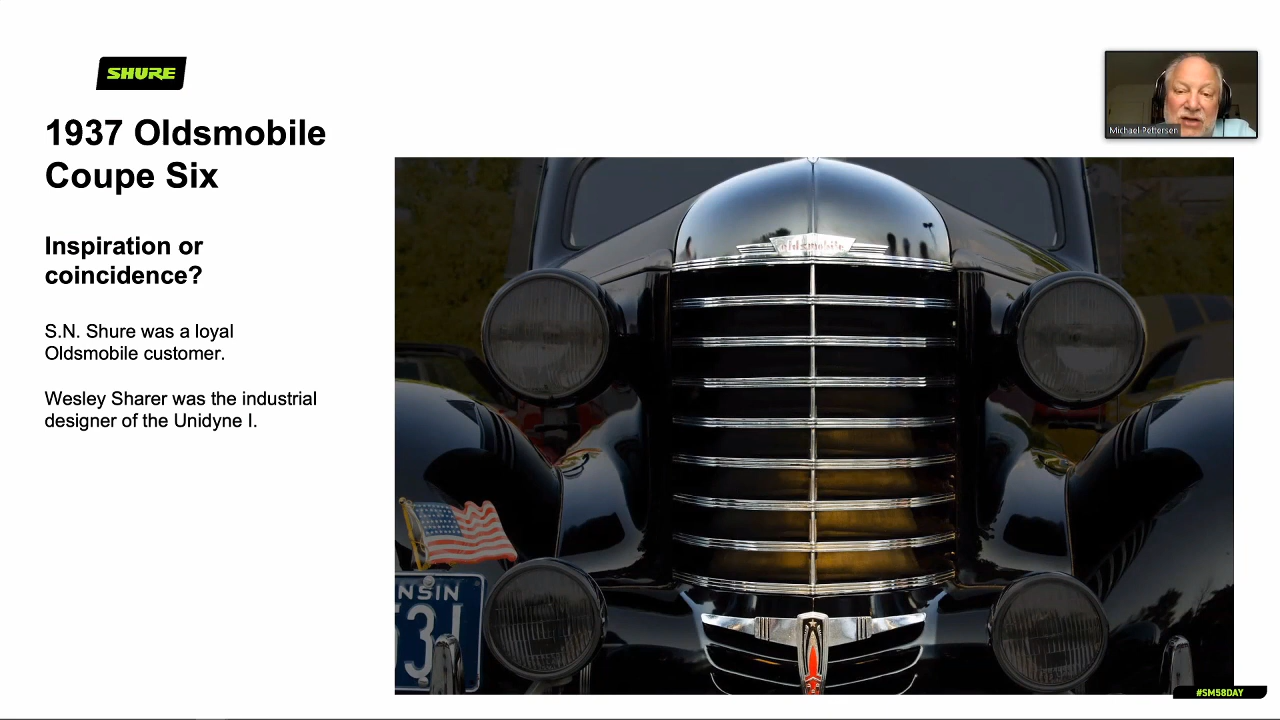 SHURE
Michael Pettersen
1937 Oldsmobile
Coupe Six
Inspiration or
coincidence?
S.N. Shure was a loyal
Oldsmobile customer.
Wesley Sharer was the industrial
designer of the Unidyne I.
oldsmobile
NSIN
53
#SM58DAY